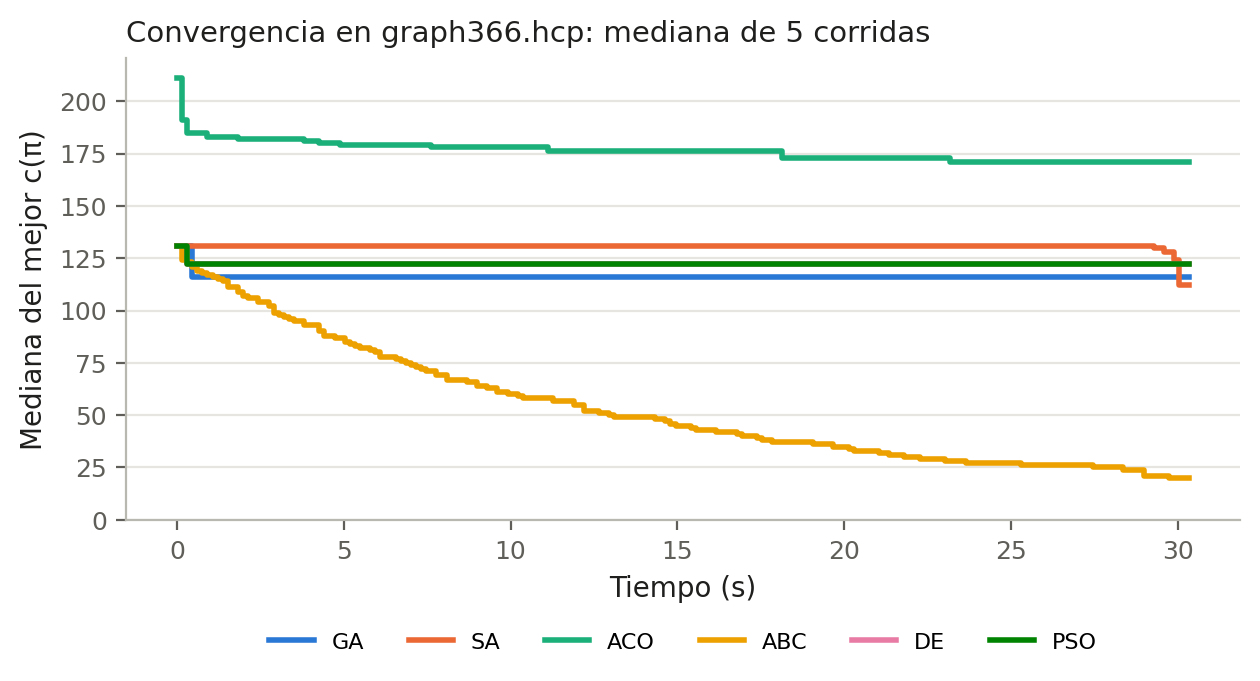 Convergencia en graph366.hcp: mediana de 5 corridas
Mediana del mejor c(π)
200
175
150
125
100
75
50
25
0
0 5 10 15 20 25 30
Tiempo (s)
GA SA ACO ABC DE PSO